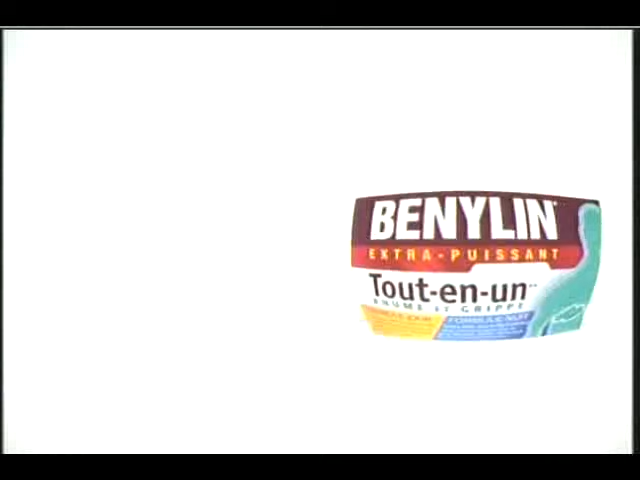 BENYLIN
EXTRA-PUISSANT
Tout-en-un
RHUME ET GRIPPE
FORMULE NUIT